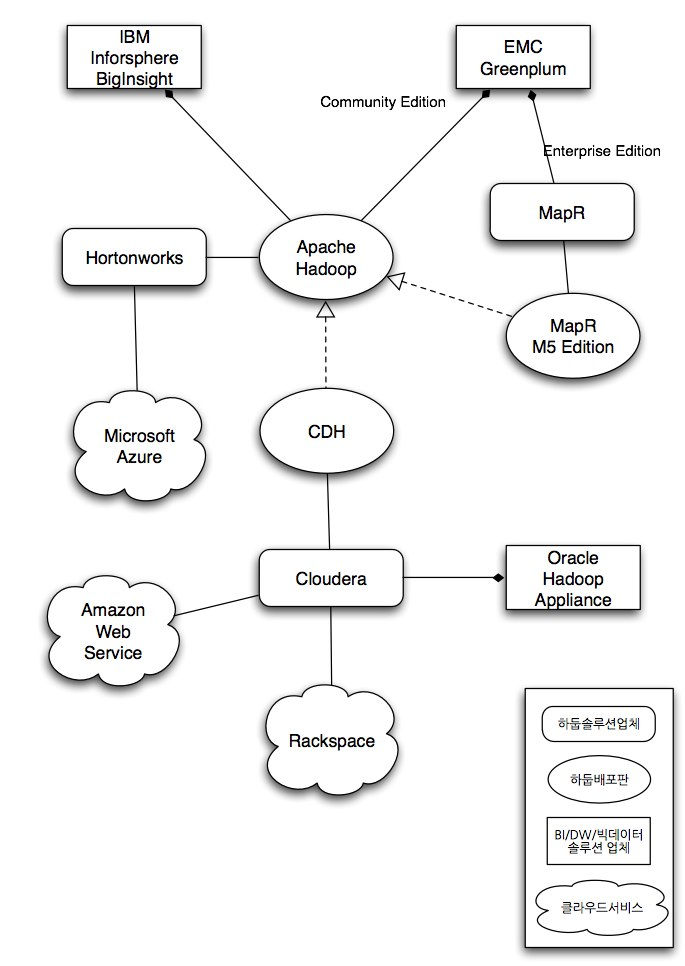 IBM
Inforsphere
BigInsight
EMC
Greenplum
Community Edition
Enterprise Edition
MapR
Hortonworks
Apache
Hadoop
MapR
M5 Edition
Microsoft
Azure
CDH
Cloudera
Oracle
Hadoop
Appliance
Amazon
Web
Service
Rackspace
하둡솔루션업체
하둡배포판
BI/DW/빅데이터
솔루션 업체
클라우드서비스